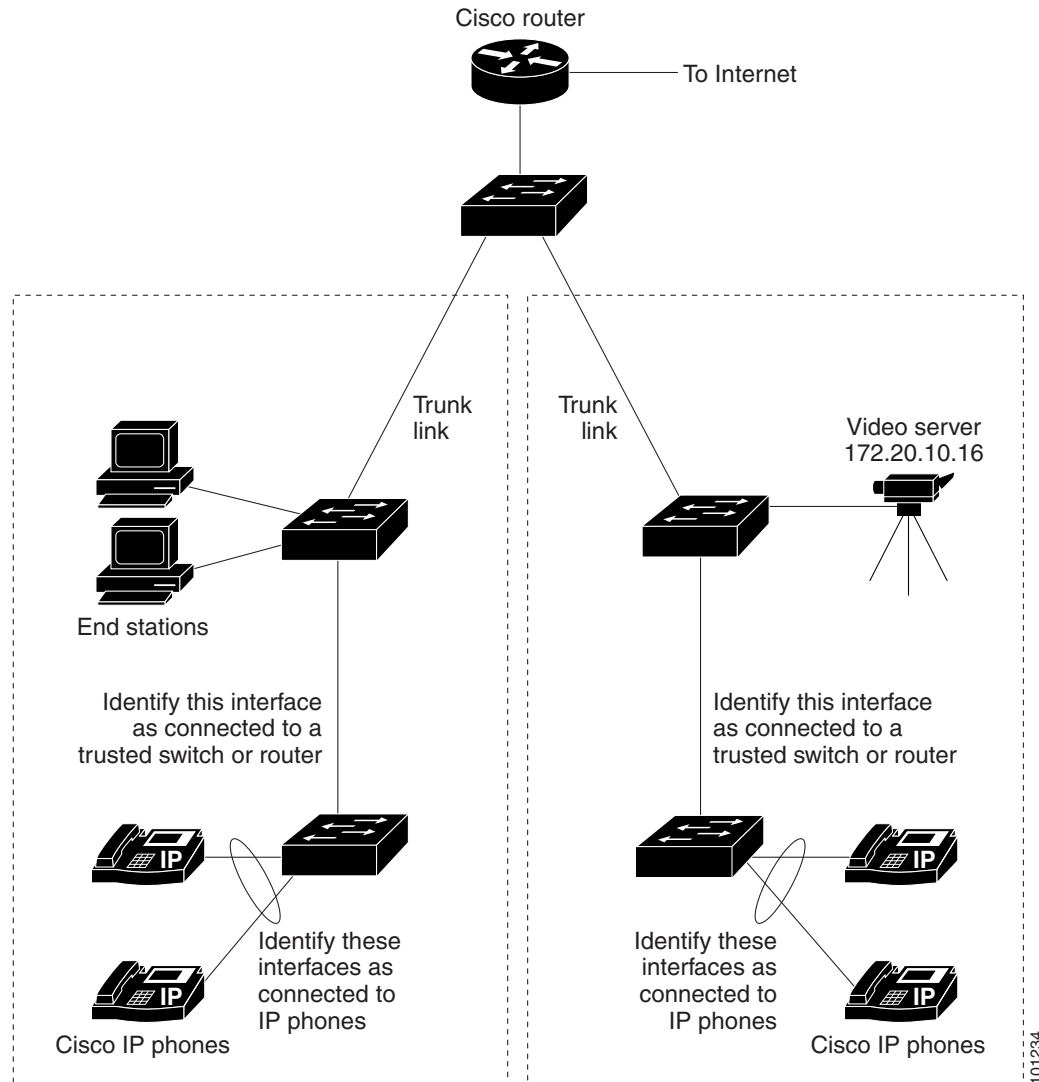 Cisco router
To Internet
Trunk
link
Trunk
link
Video server
172.20.10.16
End stations
Identify this interface
as connected to a
trusted switch or router
Identify this interface
as connected to a
trusted switch or router
IP
IP
IP
IP
Identify these
interfaces as
connected to
IP phones
Identify these
interfaces as
connected to
IP phones
Cisco IP phones
Cisco IP phones
101234